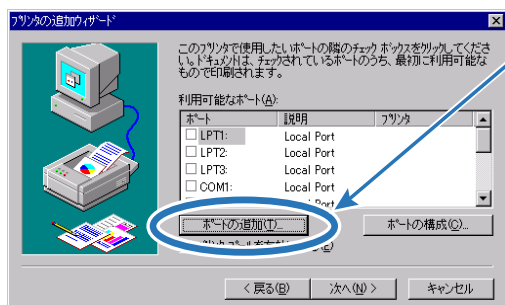 プリンタの追加ウィザード
このプリンタで使用したいポートの隣のチェック ボックスをクリックしてくださ
い。ドキュメントは、チェックされているポートのうち、最初に利用可能な
もので印刷されます。
利用可能なポート(A):
ポート 説明 プリンタ
LPT1: Local Port
LPT2: Local Port
LPT3: Local Port
COM1: Local Port
Port
ポートの追加(T)... ポートの構成(C)...
< 戻る(B) 次へ(N) > キャンセル